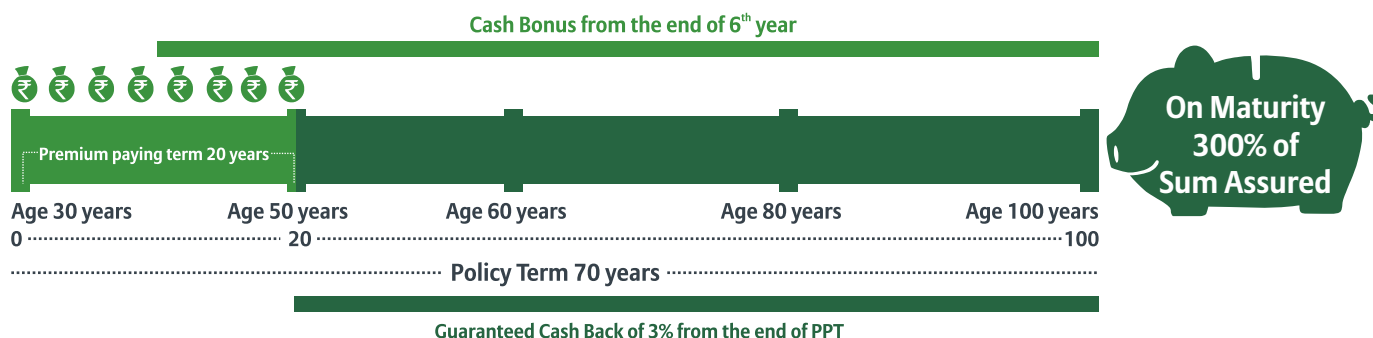 Cash Bonus from the end of 6th year
₹ ₹ ₹ ₹ ₹ ₹ ₹ ₹
Premium paying term 20 years
On Maturity
300% of
Sum Assured
Age 30 years Age 50 years Age 60 years Age 80 years Age 100 years
0 20 100
Policy Term 70 years
Guaranteed Cash Back of 3% from the end of PPT